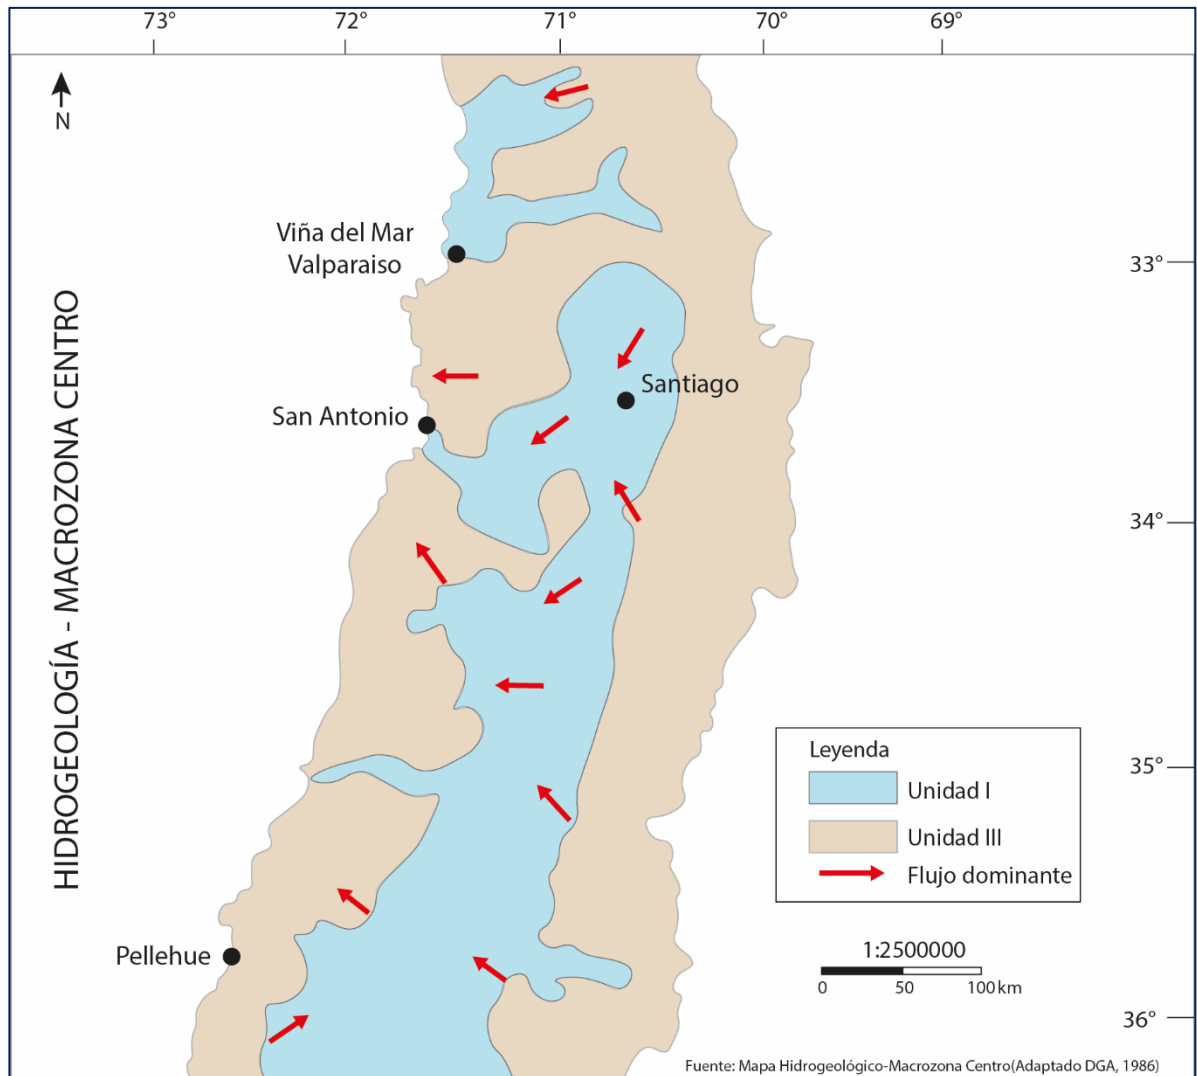 73°
72°
71°
70°
69°
N
HIDROGEOLOGÍA - MACROZONA CENTRO
Viña del Mar
Valparaiso
33°
Santiago
San Antonio
34°
Leyenda
Unidad I
Unidad III
Flujo dominante
35°
Pellehue
1:2500000
0 50 100 km
36°
Fuente: Mapa Hidrogeológico-Macrozona Centro(Adaptado DGA, 1986)